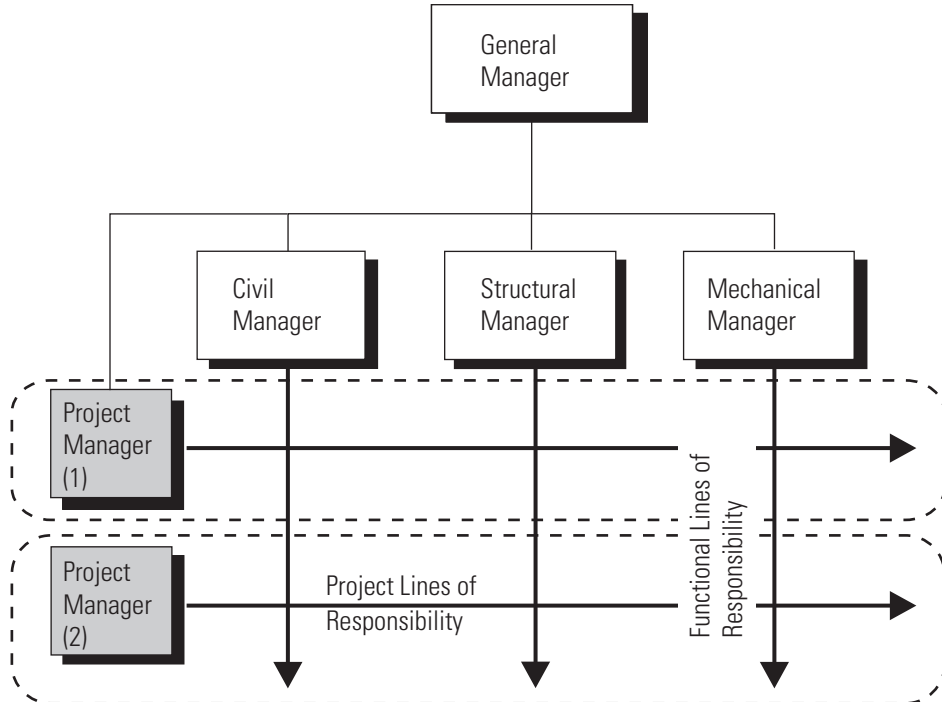 General
Manager
Civil
Manager
Structural
Manager
Mechanical
Manager
Project
Manager
(1)
Project
Manager
(2)
Project Lines of
Responsibility
Functional Lines of
Responsibility